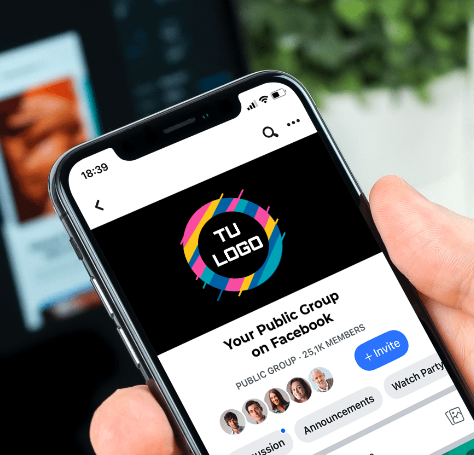 18:39
TU
LOGO
Your Public Group
on Facebook
PUBLIC GROUP · 25,1K MEMBERS
+ Invite
ussion
Announcements
Watch Party